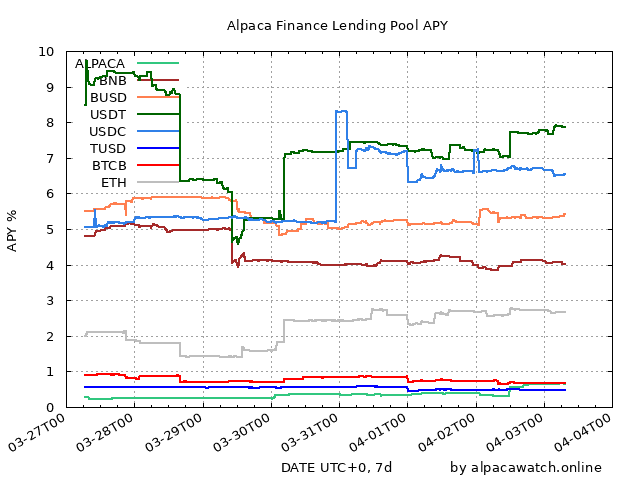 Alpaca Finance Lending Pool APY
APY %
10
9
8
7
6
5
4
3
2
1
0
ALPACA
BNB
BUSD
USDT
USDC
TUSD
BTCB
ETH
03-27T00
03-28T00
03-29T00
03-30T00
03-31T00
04-01T00
04-02T00
04-03T00
04-04T00
DATE UTC+0, 7d
by alpacawatch.online